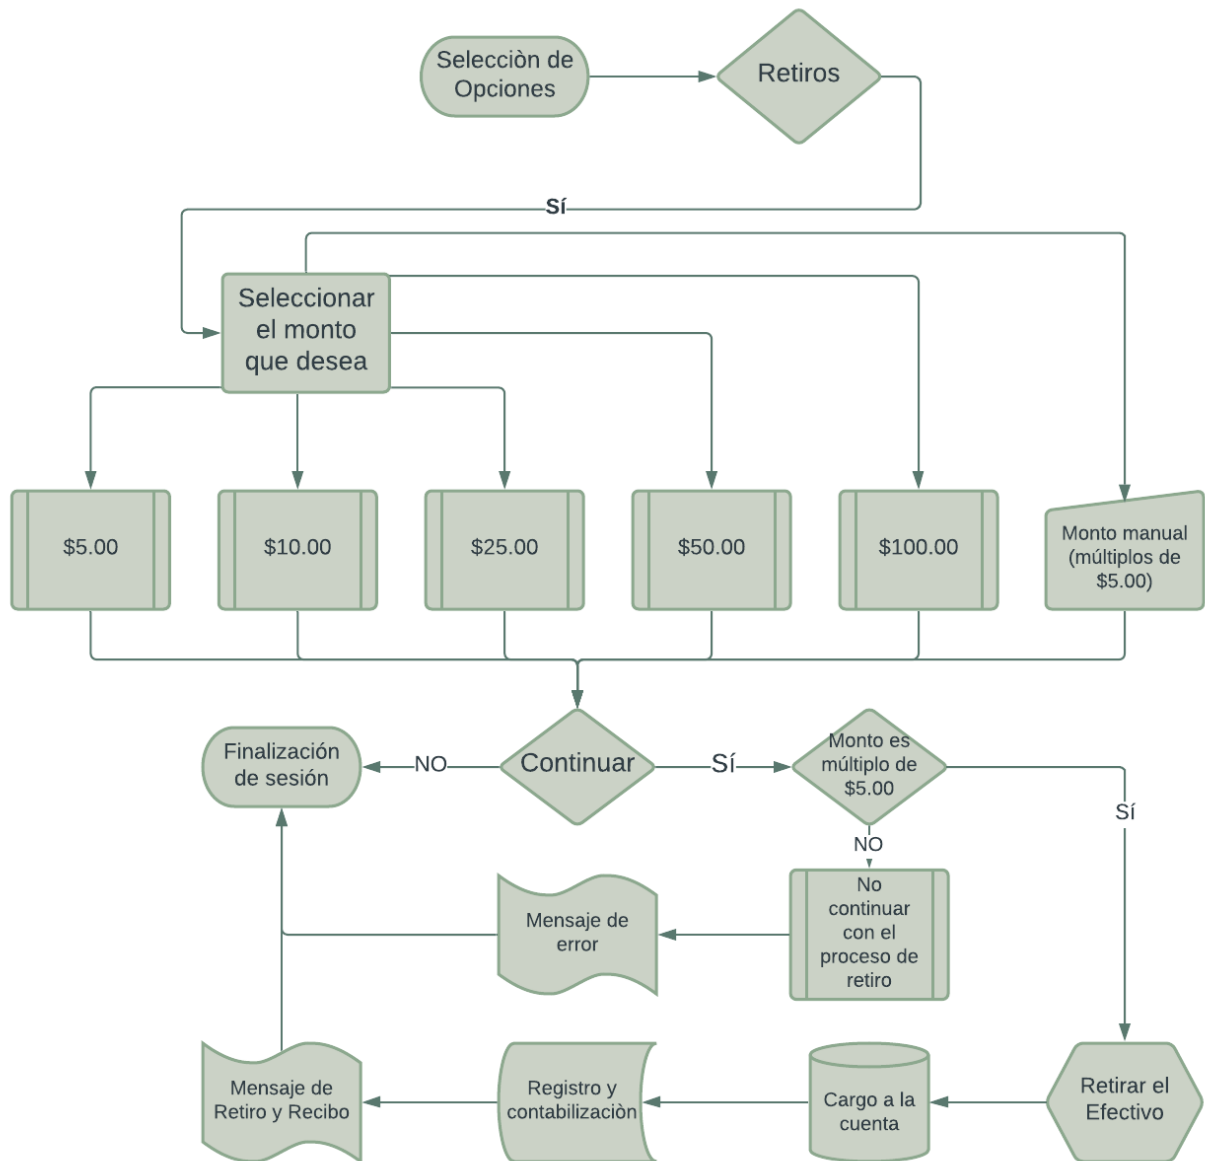 Selecciòn de
Opciones
Retiros
Sí
Seleccionar
el monto
que desea
$5.00
$10.00
$25.00
$50.00
$100.00
Monto manual
(múltiplos de
$5.00)
Finalización
de sesión
NO
Continuar
Sí
Monto es
múltiplo de
$5.00
Sí
NO
No
continuar
con el
proceso de
retiro
Mensaje de
error
Mensaje de
Retiro y Recibo
Registro y
contabilizaciòn
Cargo a la
cuenta
Retirar el
Efectivo